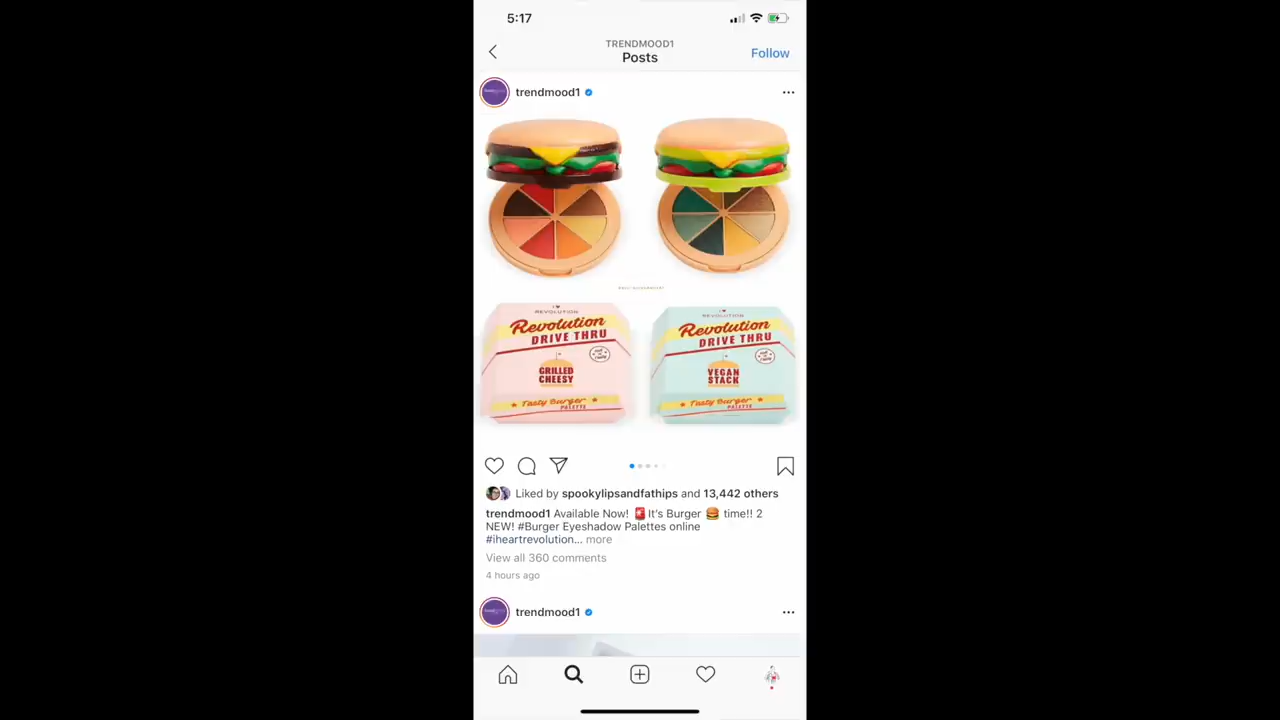 5:17
TRENDMOOD1
Posts
Follow
trendmood1
I ♥
REVOLUTION
Revolution
DRIVE THRU
GRILLED
CHEESY
Tasty Burger
PALETTE
I ♥
REVOLUTION
Revolution
DRIVE THRU
VEGAN
STACK
Tasty Burger
PALETTE
Liked by spookylipsandfathips and 13,442 others
trendmood1 Available Now! 🚨It's Burger 🍔 time!! 2
NEW! #Burger Eyeshadow Palettes online
#iheartrevolution... more
View all 360 comments
4 hours ago
trendmood1